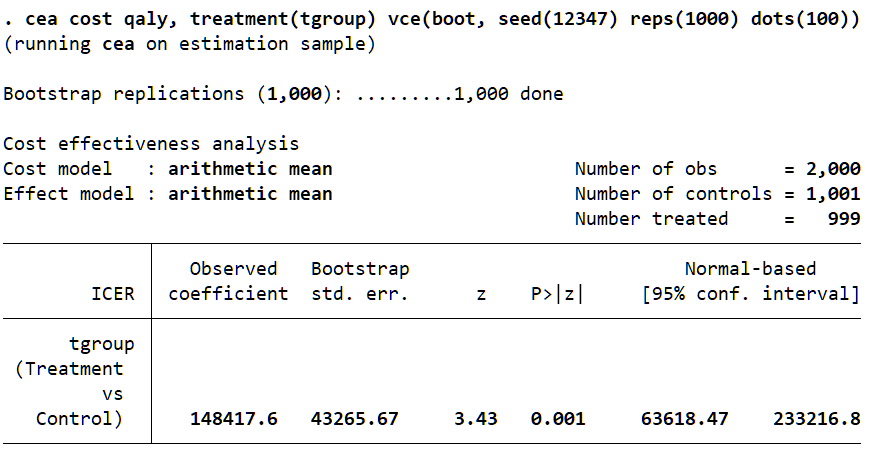 . cea cost qaly, treatment(tgroup) vce(boot, seed(12347) reps(1000) dots(100))
(running cea on estimation sample)
Bootstrap replications (1,000): .........1,000 done
Cost effectiveness analysis
Cost model : arithmetic mean Number of obs = 2,000
Effect model : arithmetic mean Number of controls = 1,001
Number treated = 999
Observed Bootstrap Normal-based
ICER coefficient std. err. z P>|z| [95% conf. interval]
tgroup
(Treatment
vs
Control) 148417.6 43265.67 3.43 0.001 63618.47 233216.8